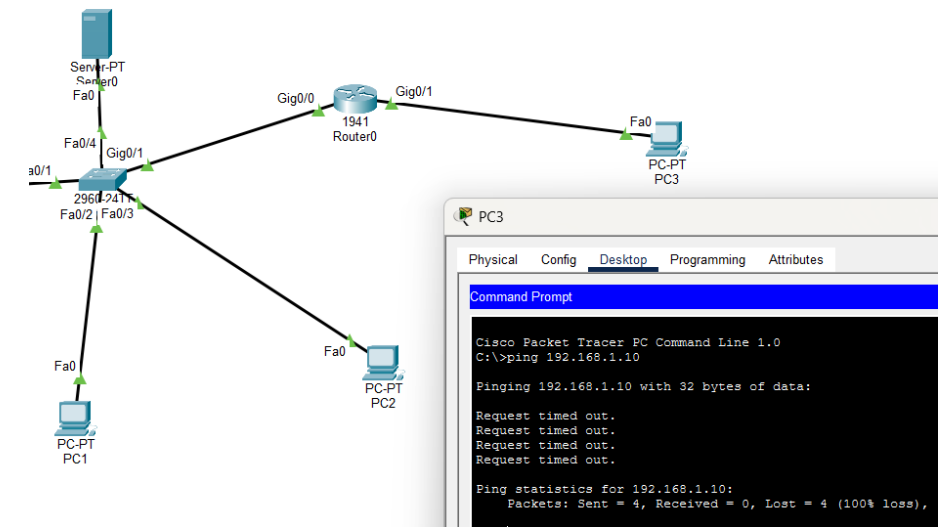 Server-PT
Server0
Fa0
Fa0/4
Gig0/1
a0/1
2960-24TT
Fa0/2
Fa0/3
Gig0/0
Gig0/1
1941
Router0
Fa0
PC-PT
PC3
Fa0
PC-PT
PC2
Fa0
PC-PT
PC1
PC3
Physical Config Desktop Programming Attributes
Command Prompt
Cisco Packet Tracer PC Command Line 1.0
C:\>ping 192.168.1.10
Pinging 192.168.1.10 with 32 bytes of data:
Request timed out.
Request timed out.
Request timed out.
Request timed out.
Ping statistics for 192.168.1.10:
Packets: Sent = 4, Received = 0, Lost = 4 (100% loss),